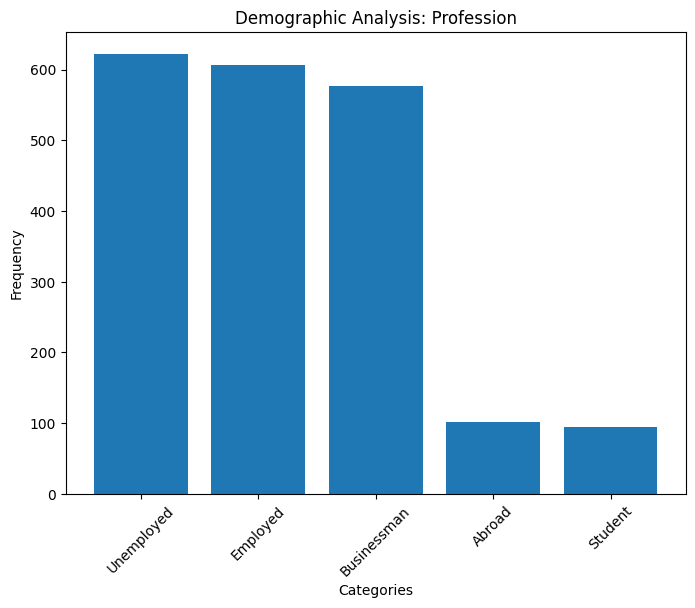 Demographic Analysis: Profession
Frequency
600
500
400
300
200
100
0
Unemployed
Employed
Businessman
Abroad
Student
Categories